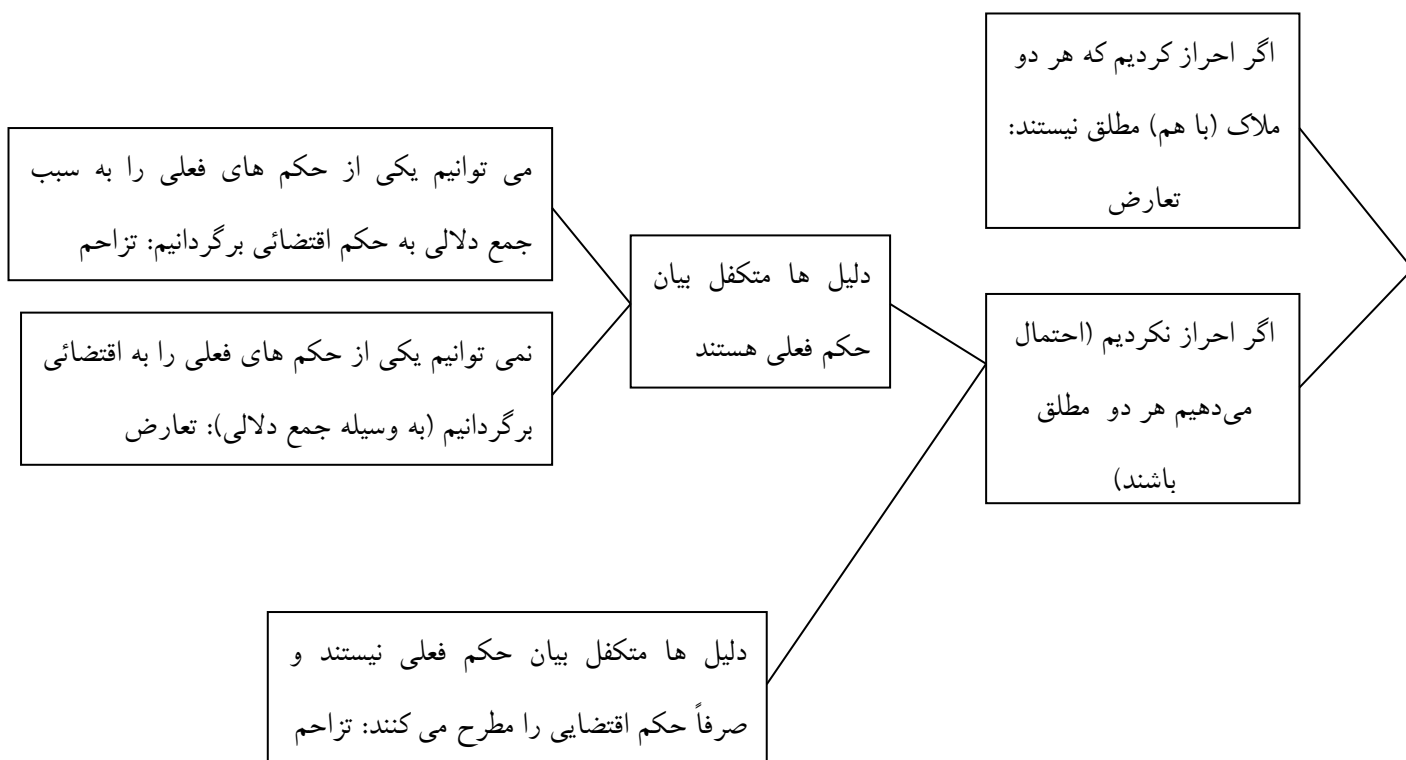 اگر احراز کردیم که هر دو
ملاک (با هم) مطلق نیستند:
تعارض
اگر احراز نکردیم (احتمال
می‌دهیم هر دو مطلق
باشند)
دلیل ها متکفل بیان
حکم فعلی هستند
می توانیم یکی از حکم های فعلی را به سبب
جمع دلالی به حکم اقتضائی برگردانیم: تزاحم
نمی توانیم یکی از حکم های فعلی را به اقتضائی
برگردانیم (به وسیله جمع دلالی): تعارض
دلیل ها متکفل بیان حکم فعلی نیستند و
صرفاً حکم اقتضایی را مطرح می کنند: تزاحم